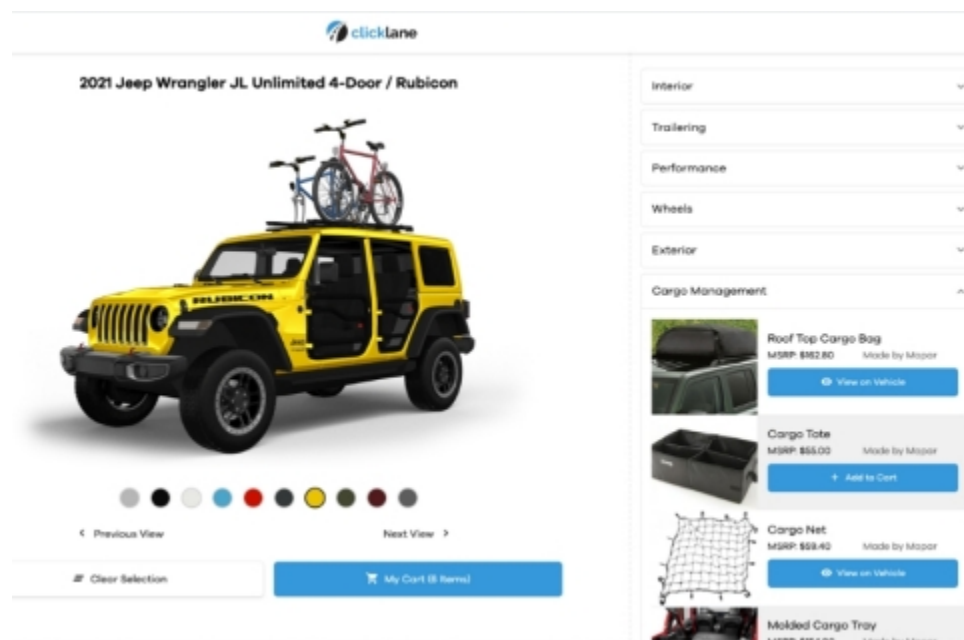 clicklane
2021 Jeep Wrangler JL Unlimited 4-Door / Rubicon
RUBICON
Previous View
Next View
Clear Selection
My Cart (8 Items)
Interior
Trailering
Performance
Wheels
Exterior
Cargo Management
Roof Top Cargo Bag
MSRP: $162.80 Made by Mopar
View on Vehicle
Cargo Tote
MSRP: $55.00 Made by Mopar
+ Add to Cart
Cargo Net
MSRP: $59.40 Made by Mopar
View on Vehicle
Molded Cargo Tray